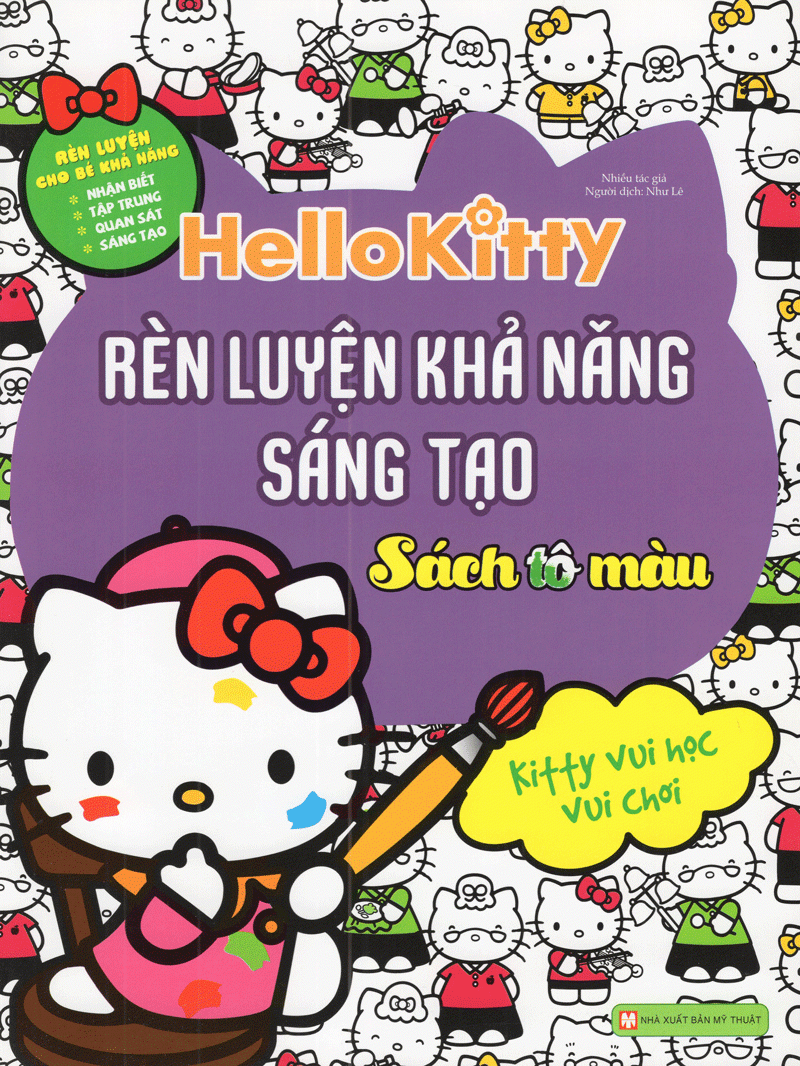 RÈN LUYỆN
CHO BÉ KHẢ NĂNG
NHẬN BIẾT
TẬP TRUNG
QUAN SÁT
SÁNG TẠO
Nhiều tác giả
Người dịch: Như Lê
Hello Kitty
RÈN LUYỆN KHẢ NĂNG
SÁNG TẠO
Sách tô màu
Kitty vui học
vui chơi
NHÀ XUẤT BẢN MỸ THUẬT